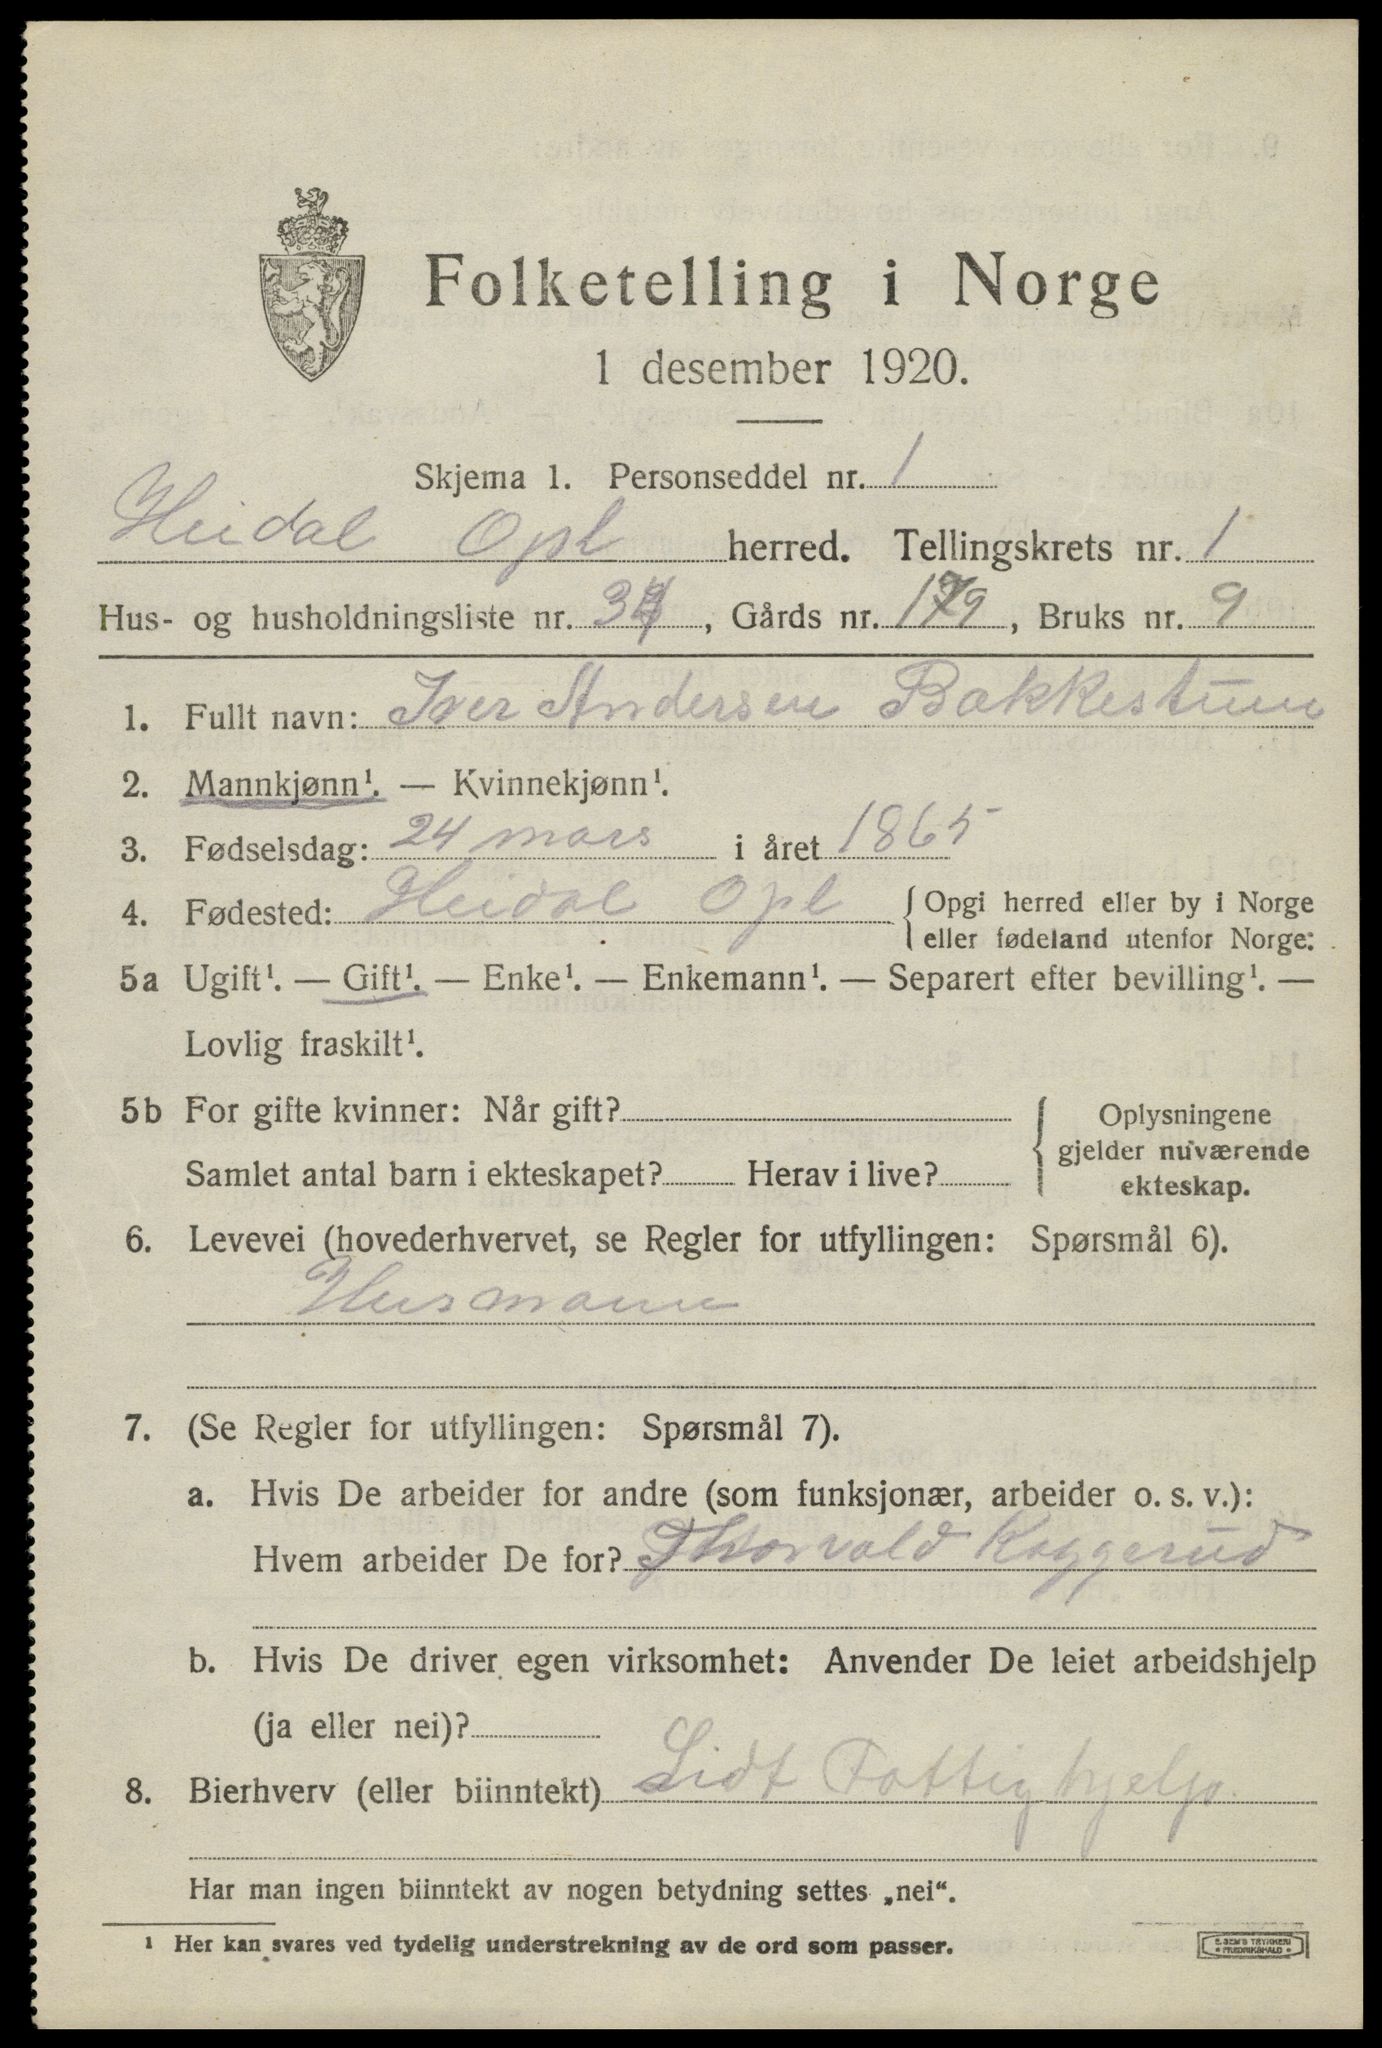 Folketelling i Norge
1 desember 1920.
Skjema 1. Personseddel nr. 1
Heidal Opl herred. Tellingskrets nr. 1
Hus- og husholdningsliste nr. 34, Gårds nr. 179, Bruks nr. 9
1. Fullt navn: Iver Andersen Bakkestuen
2. Mannkjønn¹. — Kvinnekjønn¹.
3. Fødselsdag: 24 mars i året 1865
4. Fødested: Heidal Opl { Opgi herred eller by i Norge
eller fødeland utenfor Norge:
5a Ugift¹. — Gift¹. — Enke¹. — Enkemann¹. — Separert efter bevilling¹. —
Lovlig fraskilt¹.
5b For gifte kvinner: Når gift? { Oplysningene
gjelder nuværende
Samlet antal barn i ekteskapet? Herav i live? ekteskap.
6. Levevei (hovederhvervet, se Regler for utfyllingen: Spørsmål 6).
Husmann
7. (Se Regler for utfyllingen: Spørsmål 7).
a. Hvis De arbeider for andre (som funksjonær, arbeider o. s. v.):
Hvem arbeider De for? Thorvald Koggerud
b. Hvis De driver egen virksomhet: Anvender De leiet arbeidshjelp
(ja eller nei)?
8. Bierhverv (eller biinntekt) Lidt Fattighjelp.
Har man ingen biinntekt av nogen betydning settes „nei“.
¹ Her kan svares ved tydelig understrekning av de ord som passer.
E. SEM'S TRYKKERI
• FREDRIKSHALD •